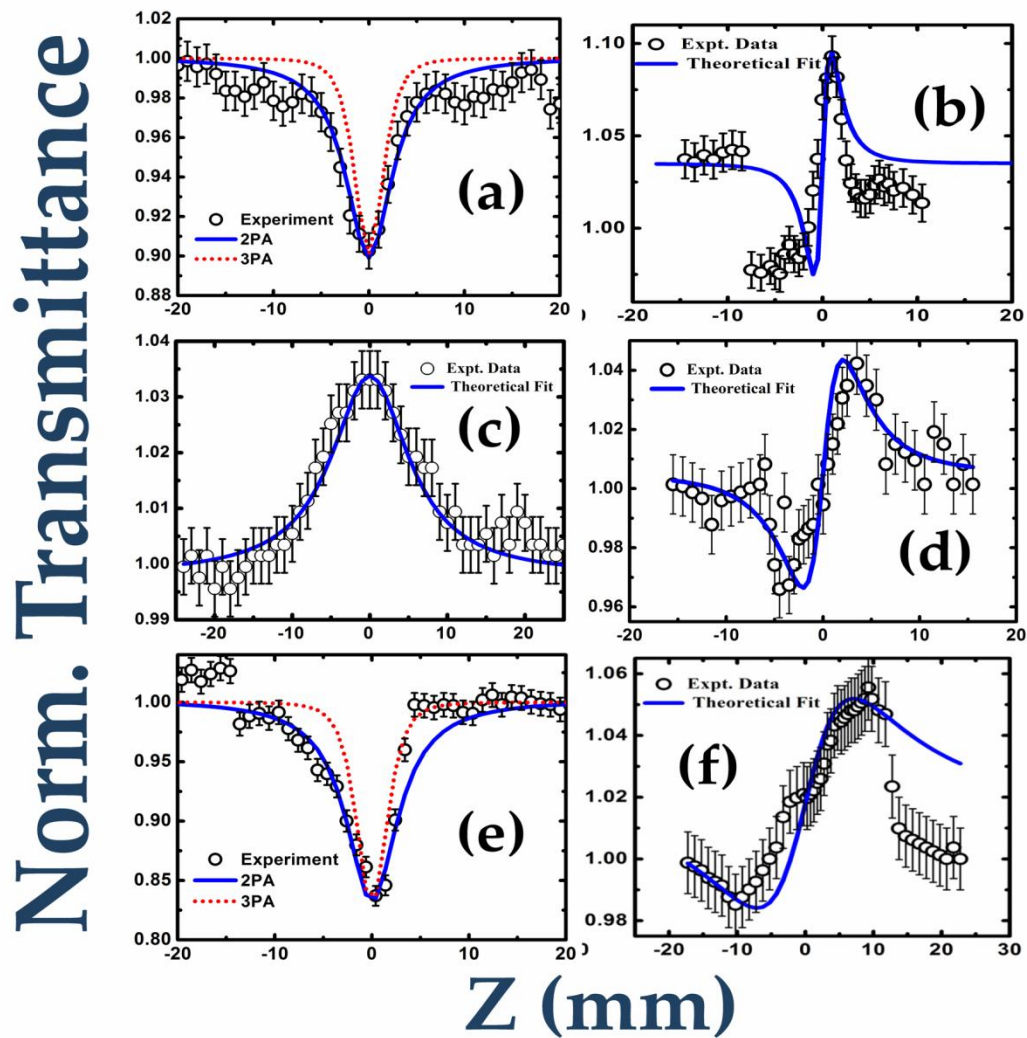 Norm. Transmittance
1.02
1.00
0.98
0.96
0.94
0.92
0.90
0.88
-20 -10 0 10 20
Experiment
2PA
3PA
(a)
1.10
1.05
1.00
-20 -10 0 10 20
Expt. Data
Theoretical Fit
(b)
1.04
1.03
1.02
1.01
1.00
0.99
-20 -10 0 10 20
Expt. Data
Theoretical Fit
(c)
1.04
1.02
1.00
0.98
0.96
-20 -10 0 10 20
Expt. Data
Theoretical Fit
(d)
1.00
0.95
0.90
0.85
0.80
-20 -10 0 10 20
Experiment
2PA
3PA
(e)
1.06
1.04
1.02
1.00
0.98
-20 -10 0 10 20 30
Expt. Data
Theoretical Fit
(f)
Z (mm)